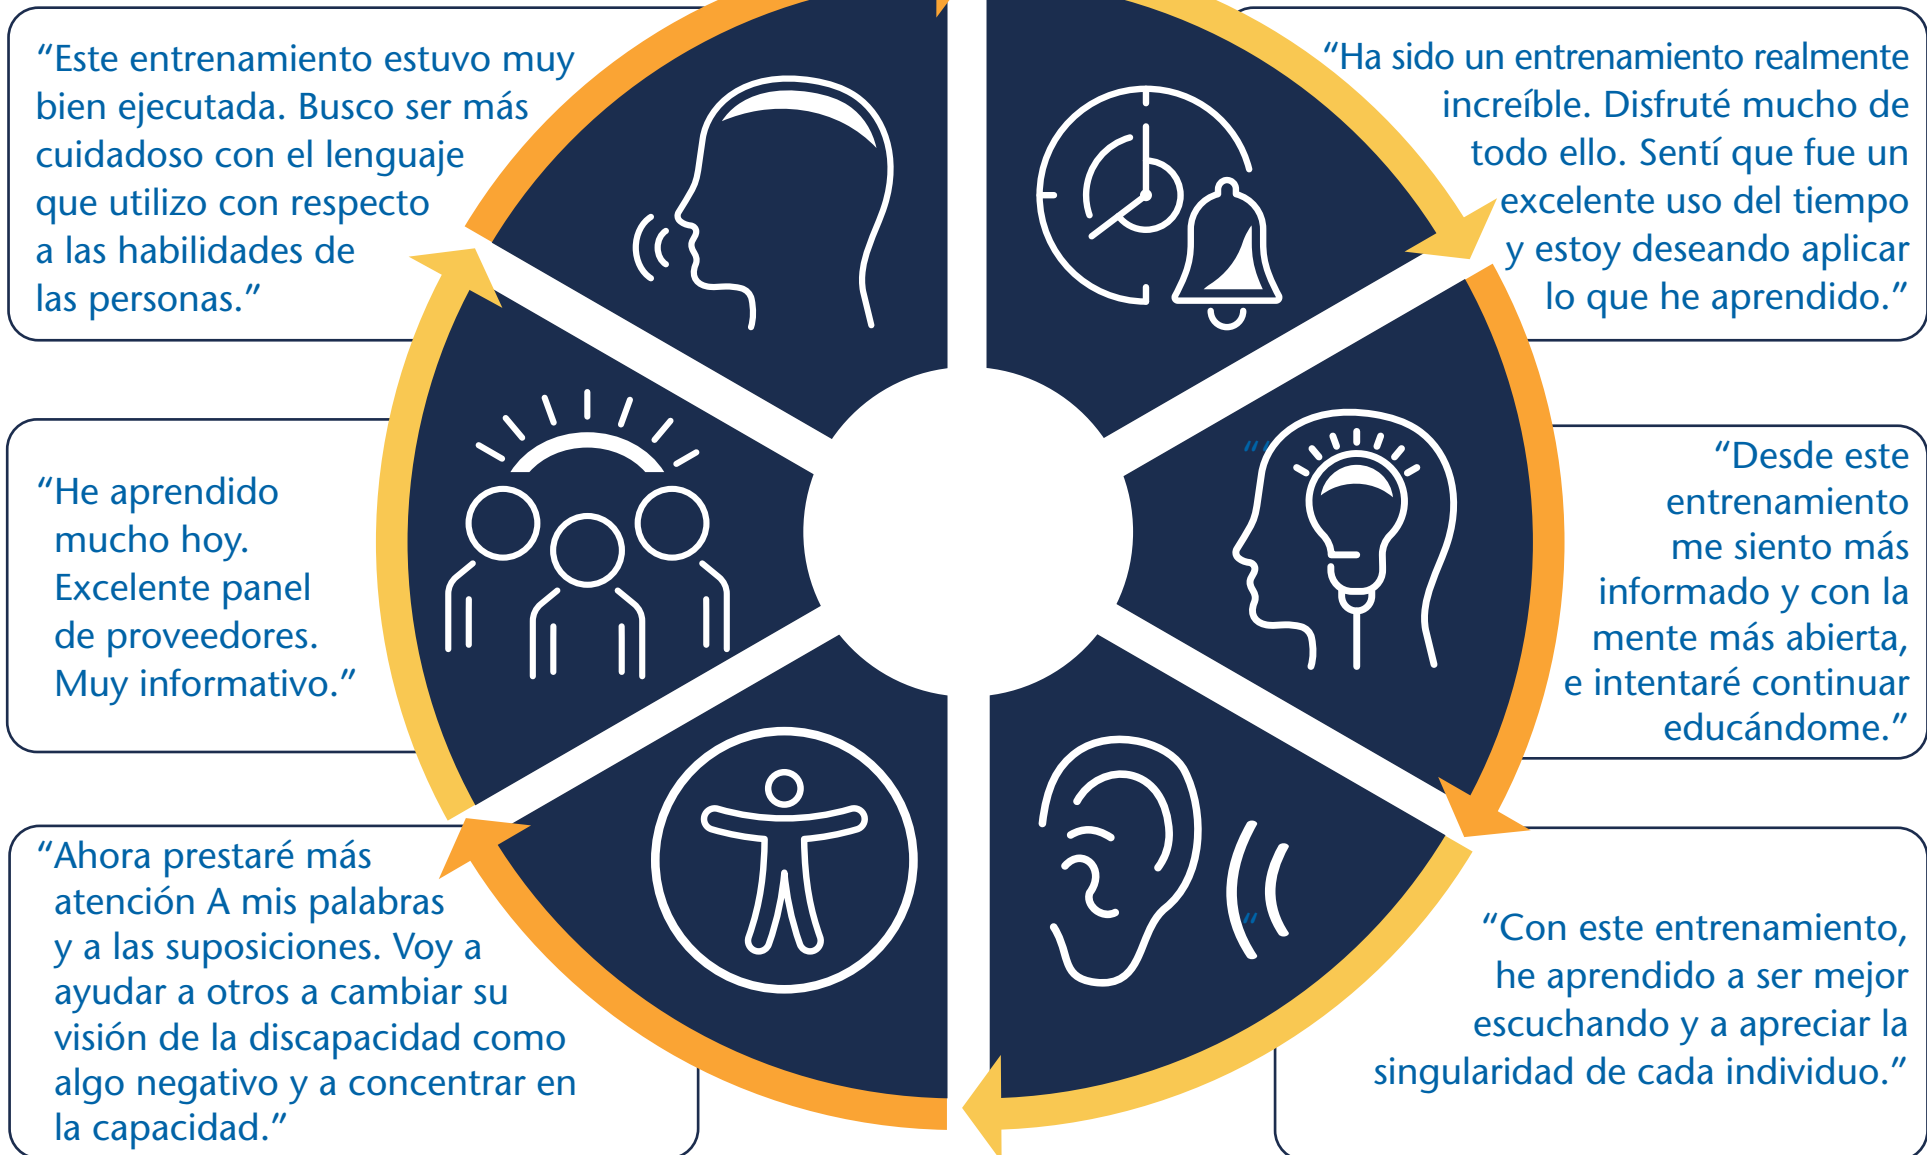 “Este entrenamiento estuvo muy
bien ejecutada. Busco ser más
cuidadoso con el lenguaje
que utilizo con respecto
a las habilidades de
las personas.”
“Ha sido un entrenamiento realmente
increíble. Disfruté mucho de
todo ello. Sentí que fue un
excelente uso del tiempo
y estoy deseando aplicar
lo que he aprendido.”
“He aprendido
mucho hoy.
Excelente panel
de proveedores.
Muy informativo.”
“Desde este
entrenamiento
me siento más
informado y con la
mente más abierta,
e intentaré continuar
educándome.”
“Ahora prestaré más
atención A mis palabras
y a las suposiciones. Voy a
ayudar a otros a cambiar su
visión de la discapacidad como
algo negativo y a concentrar en
la capacidad.”
“Con este entrenamiento,
he aprendido a ser mejor
escuchando y a apreciar la
singularidad de cada individuo.”